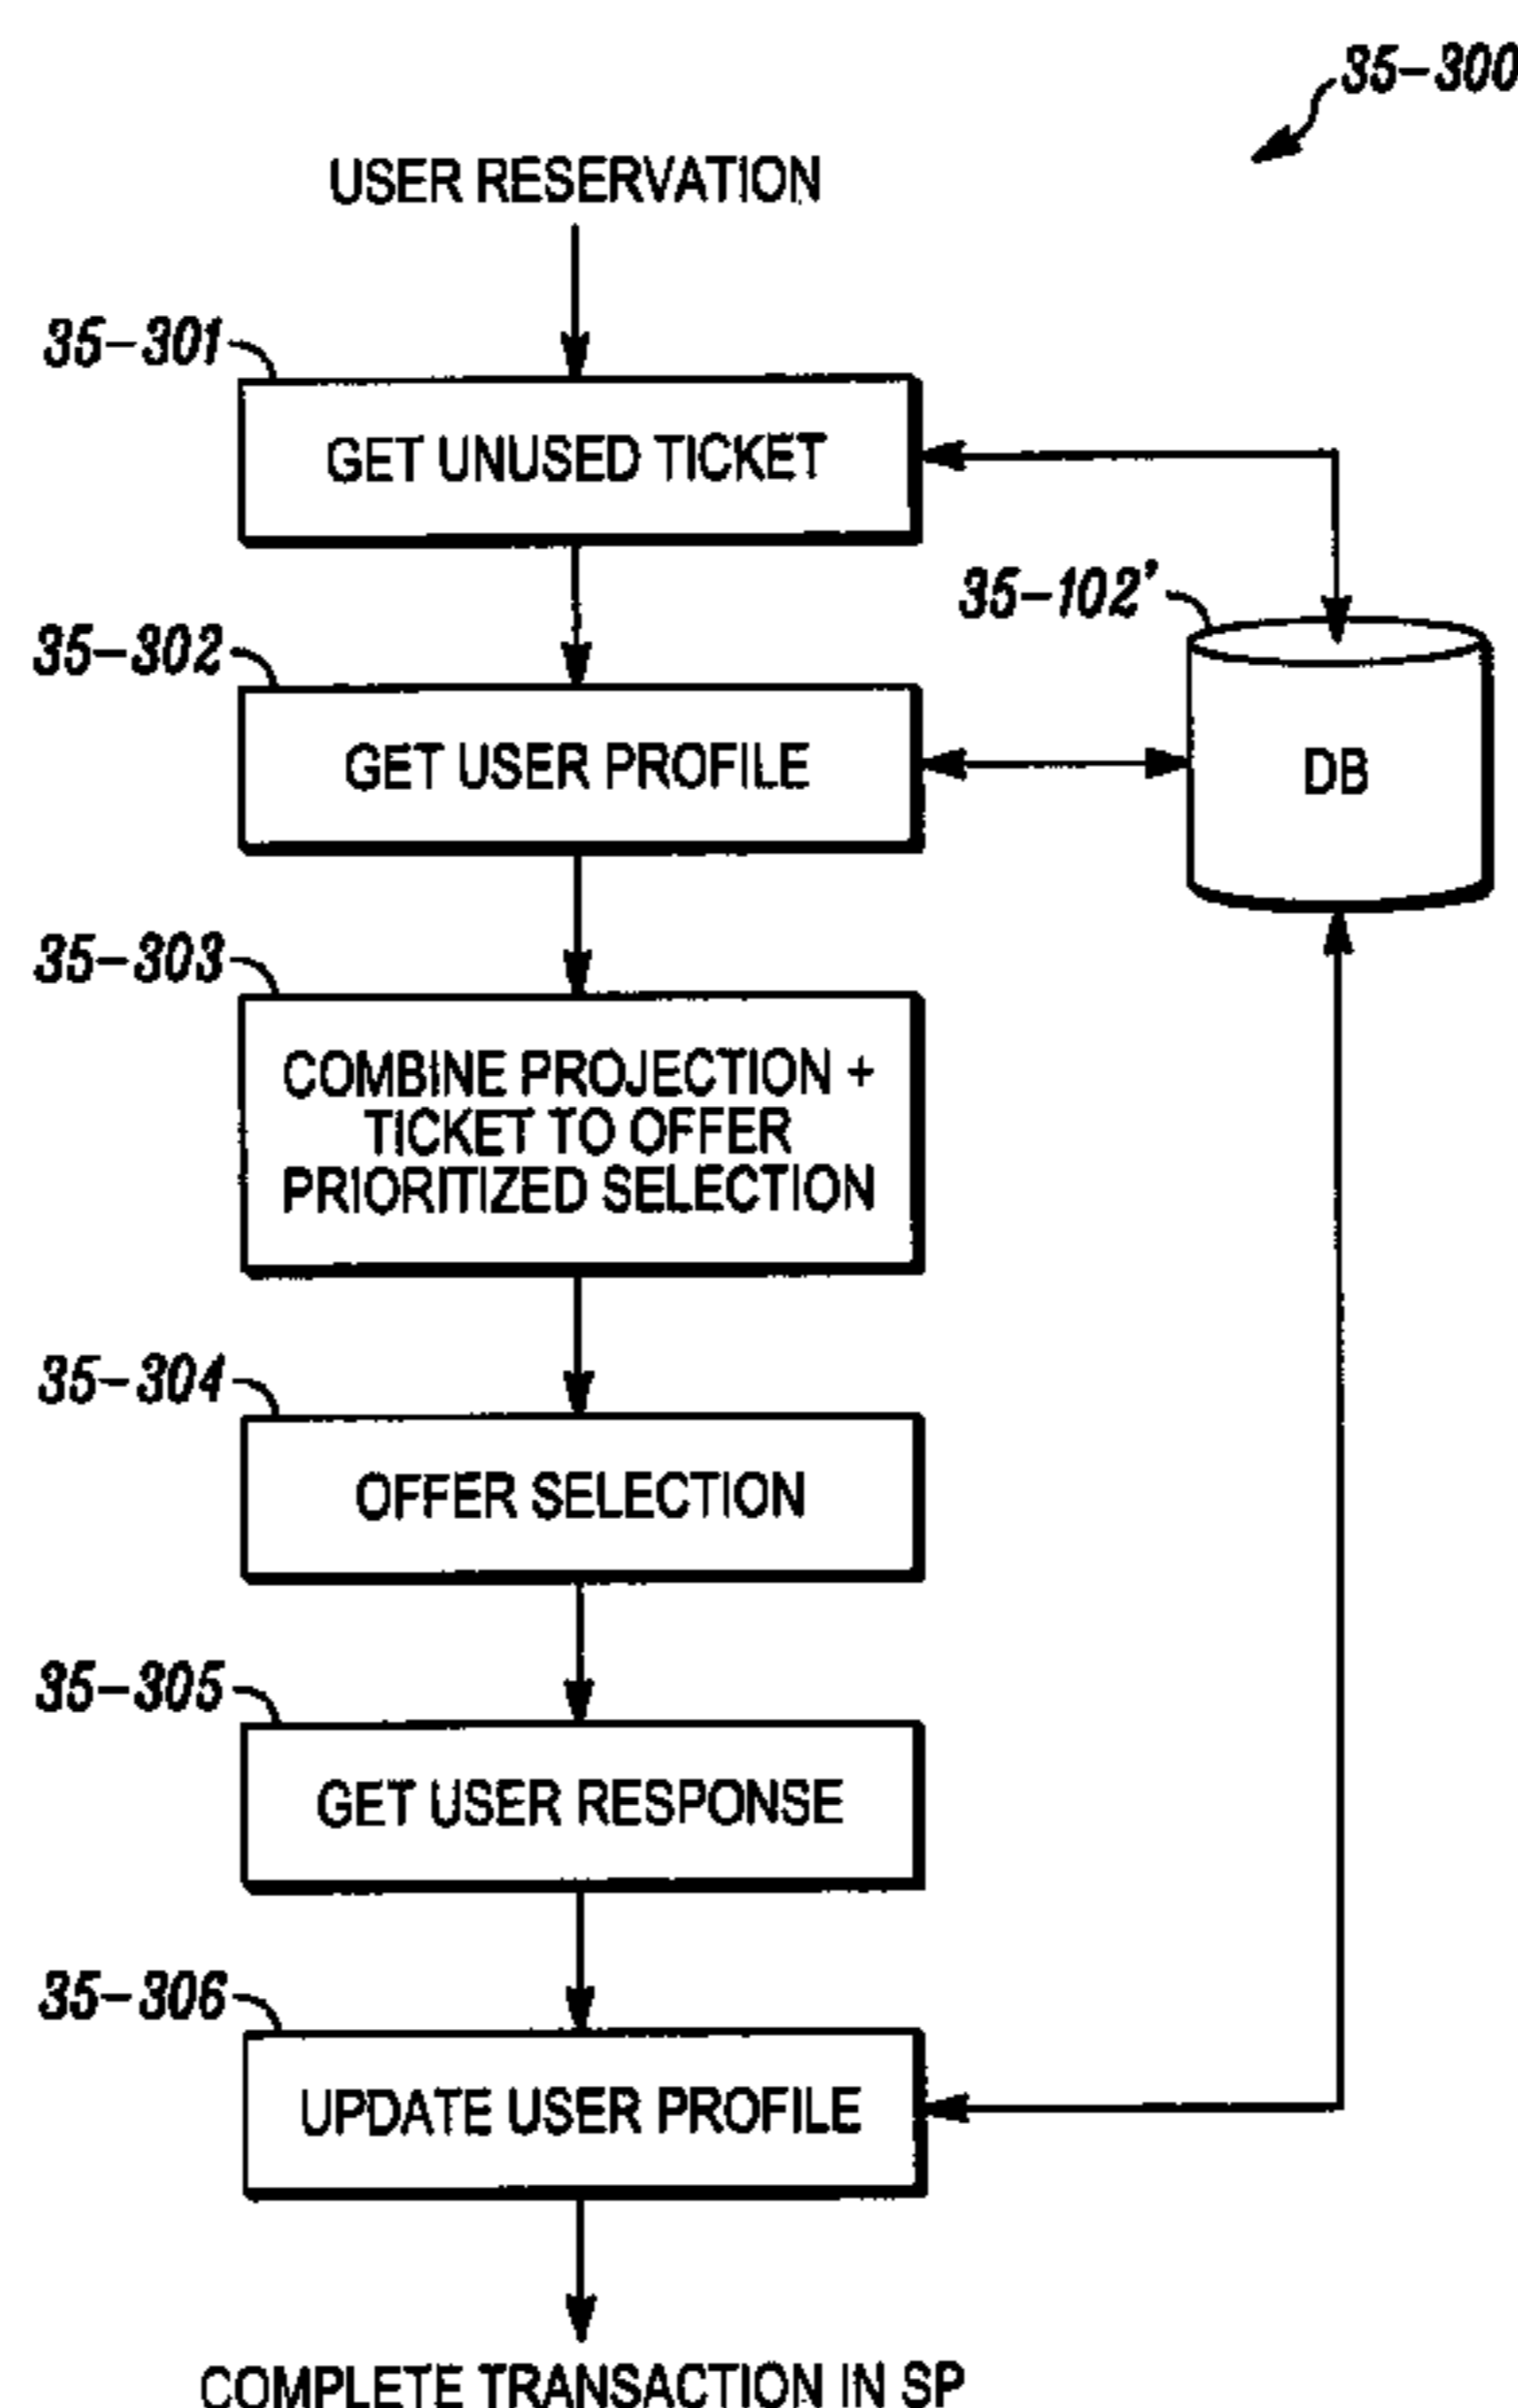 35-300
USER RESERVATION
35-301
GET UNUSED TICKET
35-102'
35-302
GET USER PROFILE
DB
35-303
COMBINE PROJECTION +
TICKET TO OFFER
PRIORITIZED SELECTION
35-304
OFFER SELECTION
35-305
GET USER RESPONSE
35-306
UPDATE USER PROFILE
COMPLETE TRANSACTION IN SP